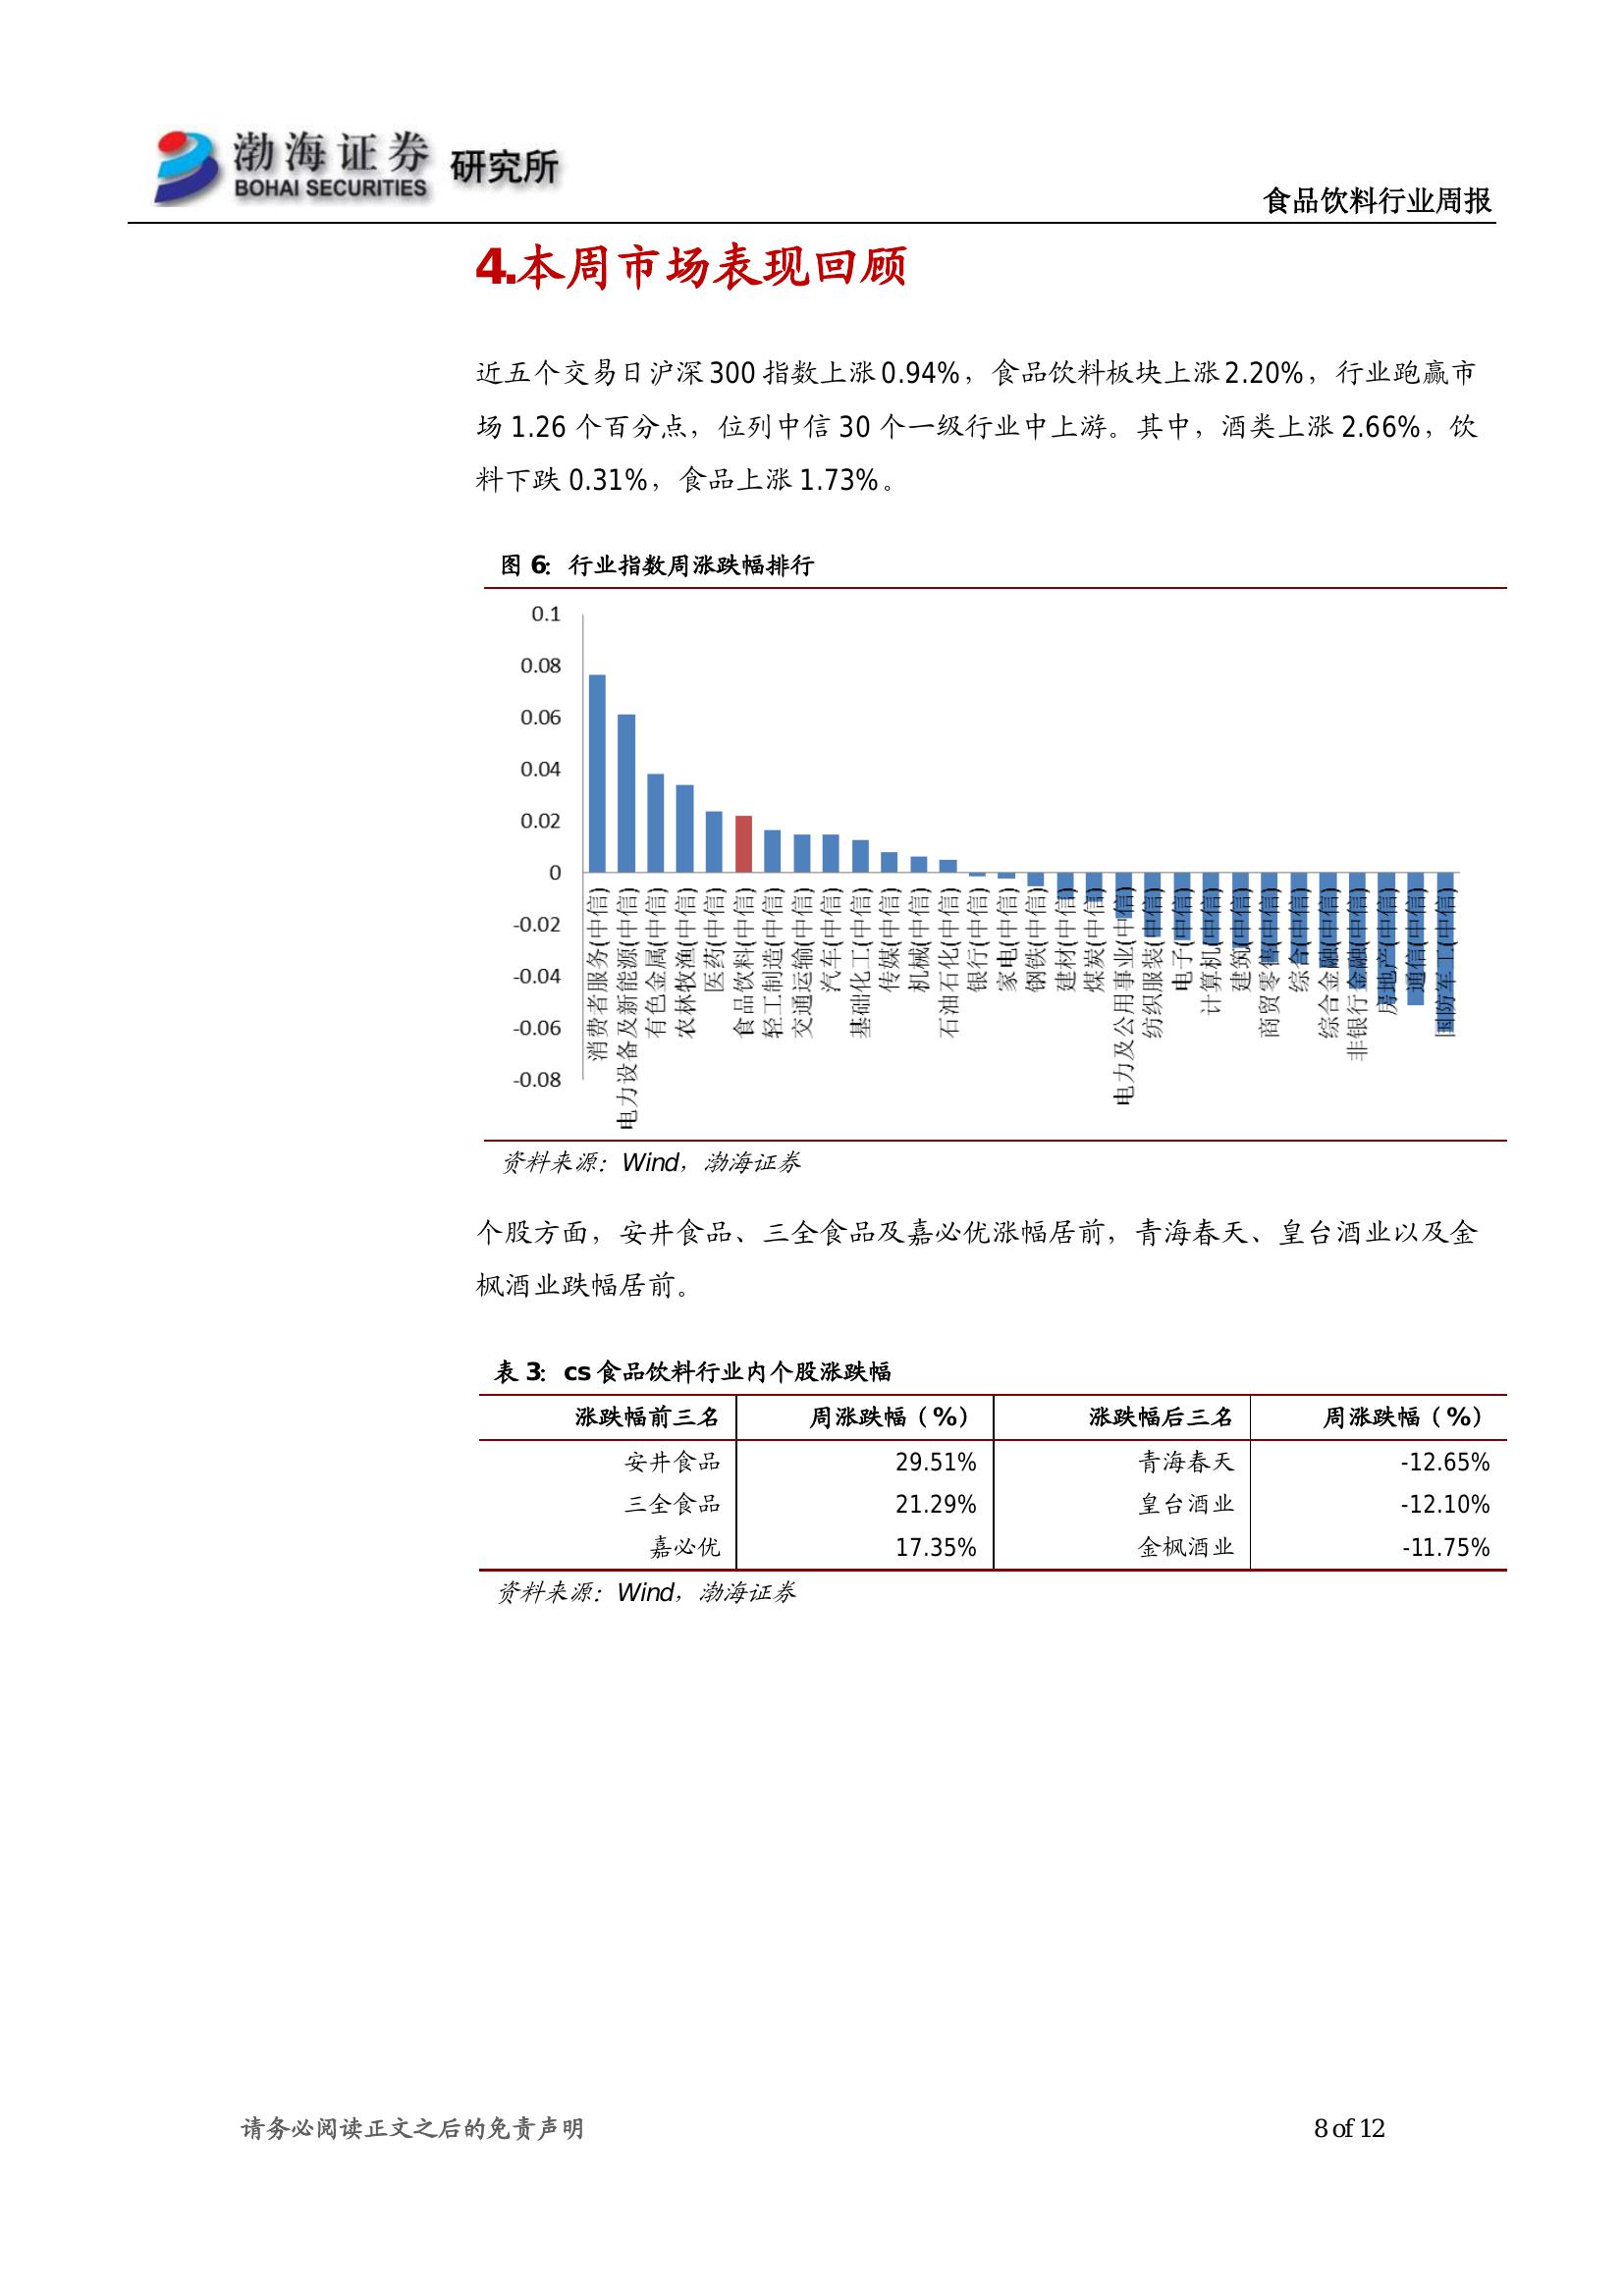 渤海证券
BOHAI SECURITIES
研究所
食品饮料行业周报
4.本周市场表现回顾
近五个交易日沪深 300 指数上涨 0.94%，食品饮料板块上涨 2.20%，行业跑赢市
场 1.26 个百分点，位列中信 30 个一级行业中上游。其中，酒类上涨 2.66%，饮
料下跌 0.31%，食品上涨 1.73%。
图 6：行业指数周涨跌幅排行
0.1
0.08
0.06
0.04
0.02
0
-0.02
-0.04
-0.06
-0.08
消费者服务(中信)
电力设备及新能源(中信)
有色金属(中信)
农林牧渔(中信)
医药(中信)
食品饮料(中信)
轻工制造(中信)
交通运输(中信)
汽车(中信)
基础化工(中信)
传媒(中信)
机械(中信)
石油石化(中信)
银行(中信)
家电(中信)
钢铁(中信)
建材(中信)
煤炭(中信)
电力及公用事业(中信)
纺织服装(中信)
电子(中信)
计算机(中信)
建筑(中信)
商贸零售(中信)
综合(中信)
综合金融(中信)
非银行金融(中信)
房地产(中信)
通信(中信)
国防军工(中信)
资料来源：Wind，渤海证券
个股方面，安井食品、三全食品及嘉必优涨幅居前，青海春天、皇台酒业以及金
枫酒业跌幅居前。
表 3：cs 食品饮料行业内个股涨跌幅
涨跌幅前三名 周涨跌幅（%） 涨跌幅后三名 周涨跌幅（%）
安井食品 29.51% 青海春天 -12.65%
三全食品 21.29% 皇台酒业 -12.10%
嘉必优 17.35% 金枫酒业 -11.75%
资料来源：Wind，渤海证券
请务必阅读正文之后的免责声明
8 of 12